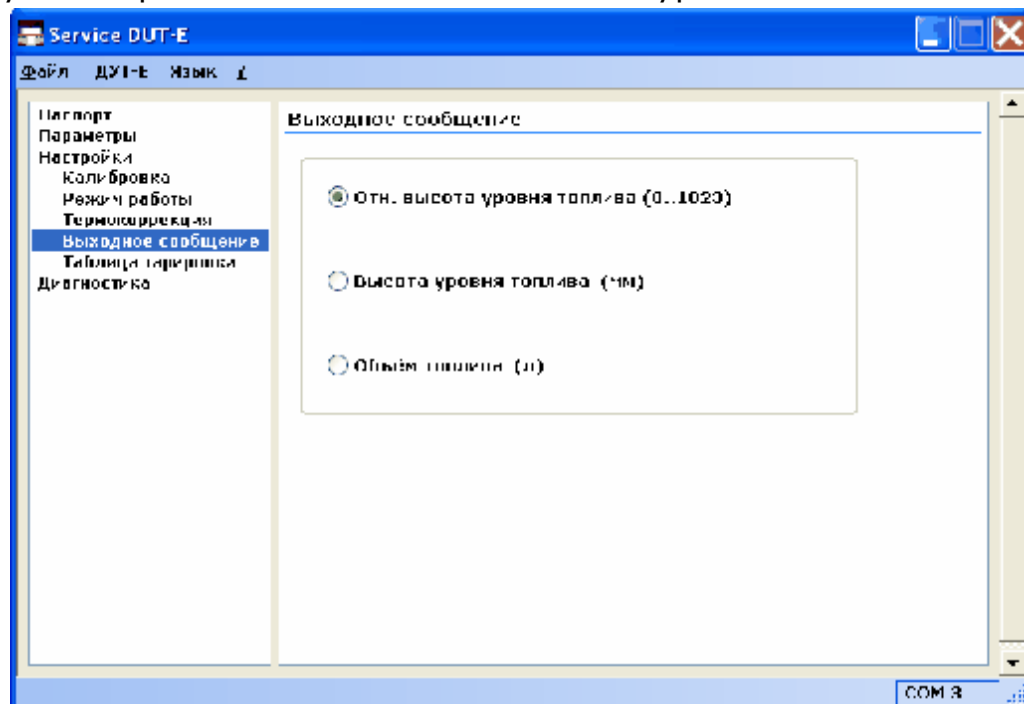 Service DUT-E
Файл ДУТ-Е Язык
Паспорт
Параметры
Настройки
Калибровка
Режим работы
Термокоррекция
Выходное сообщение
Таблица тарировки
Диагностика
Выходное сообщение
Отн. высота уровня топлива (0..1023)
Высота уровня топлива (мм)
Объём топлива (л)
COM 3